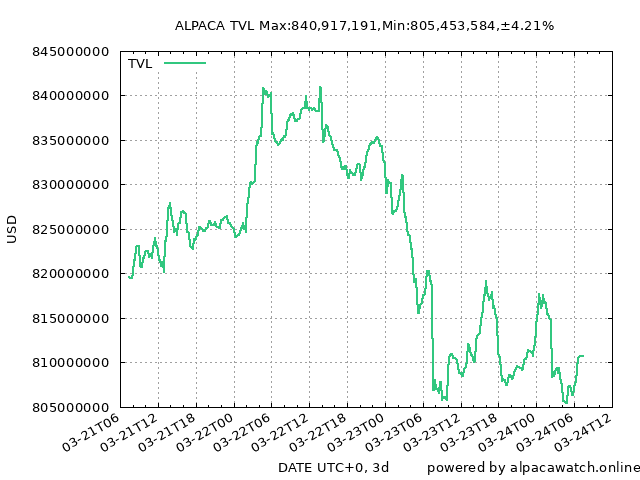 ALPACA TVL Max:840,917,191,Min:805,453,584,±4.21%
845000000
TVL
840000000
835000000
830000000
825000000
USD
820000000
815000000
810000000
805000000
03-21T06
03-21T12
03-21T18
03-22T00
03-22T06
03-22T12
03-22T18
03-23T00
03-23T06
03-23T12
03-23T18
03-24T00
03-24T06
03-24T12
DATE UTC+0, 3d
powered by alpacawatch.online